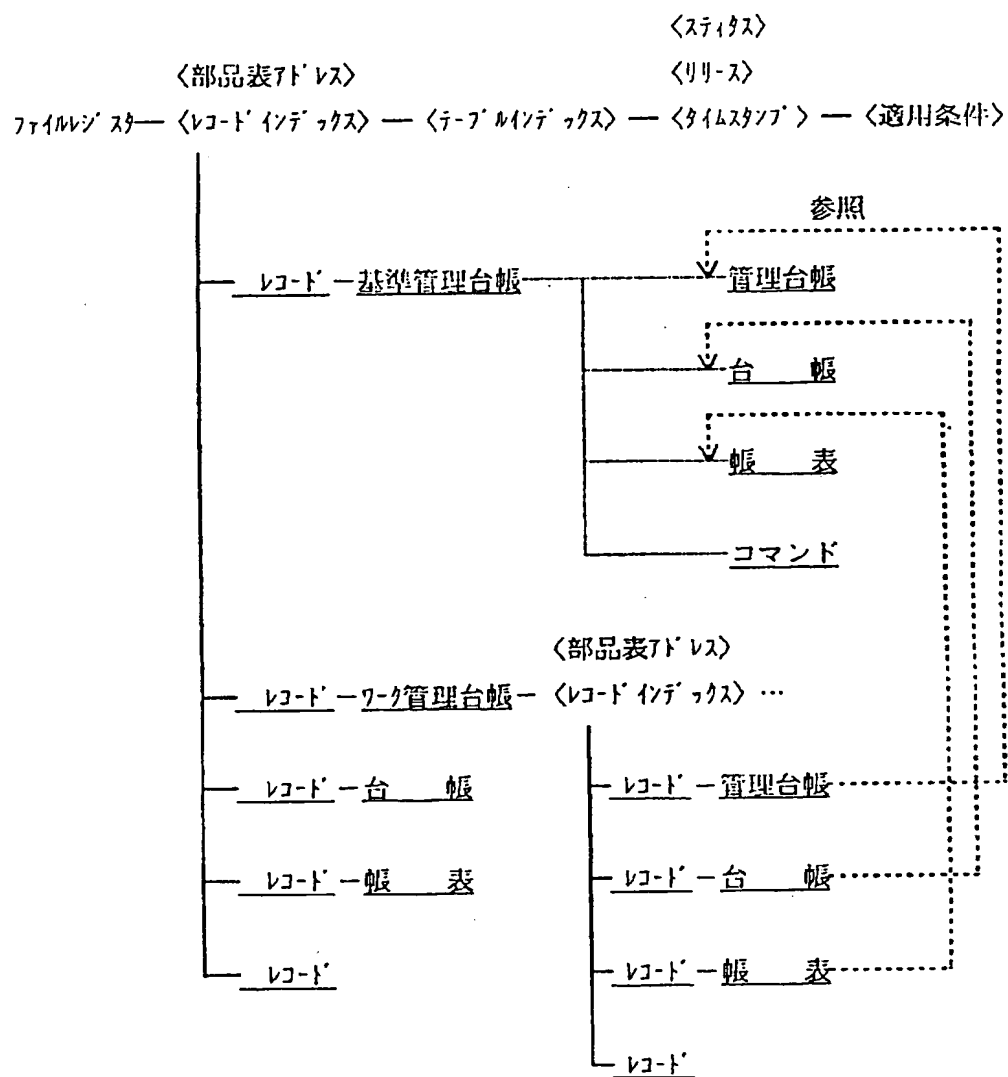 〈ｽﾃｨﾀｽ〉
〈部品表ｱﾄﾞﾚｽ〉 〈ﾘﾘｰｽ〉
ﾌｧｲﾙﾚｼﾞｽﾀ― 〈ﾚｺｰﾄﾞｲﾝﾃﾞｯｸｽ〉 ― 〈ﾃｰﾌﾞﾙｲﾝﾃﾞｯｸｽ〉 ― 〈ﾀｲﾑｽﾀﾝﾌﾟ〉 ― 〈適用条件〉
参照
ﾚｺｰﾄﾞ ― 基準管理台帳 管理台帳
台 帳
帳 表
コマンド
〈部品表ｱﾄﾞﾚｽ〉
ﾚｺｰﾄﾞ ― ﾜｰｸ管理台帳 ― 〈ﾚｺｰﾄﾞｲﾝﾃﾞｯｸｽ〉 …
ﾚｺｰﾄﾞ ― 台 帳 ﾚｺｰﾄﾞ ― 管理台帳
ﾚｺｰﾄﾞ ― 帳 表 ﾚｺｰﾄﾞ ― 台 帳
ﾚｺｰﾄﾞ ﾚｺｰﾄﾞ ― 帳 表
ﾚｺｰﾄﾞ